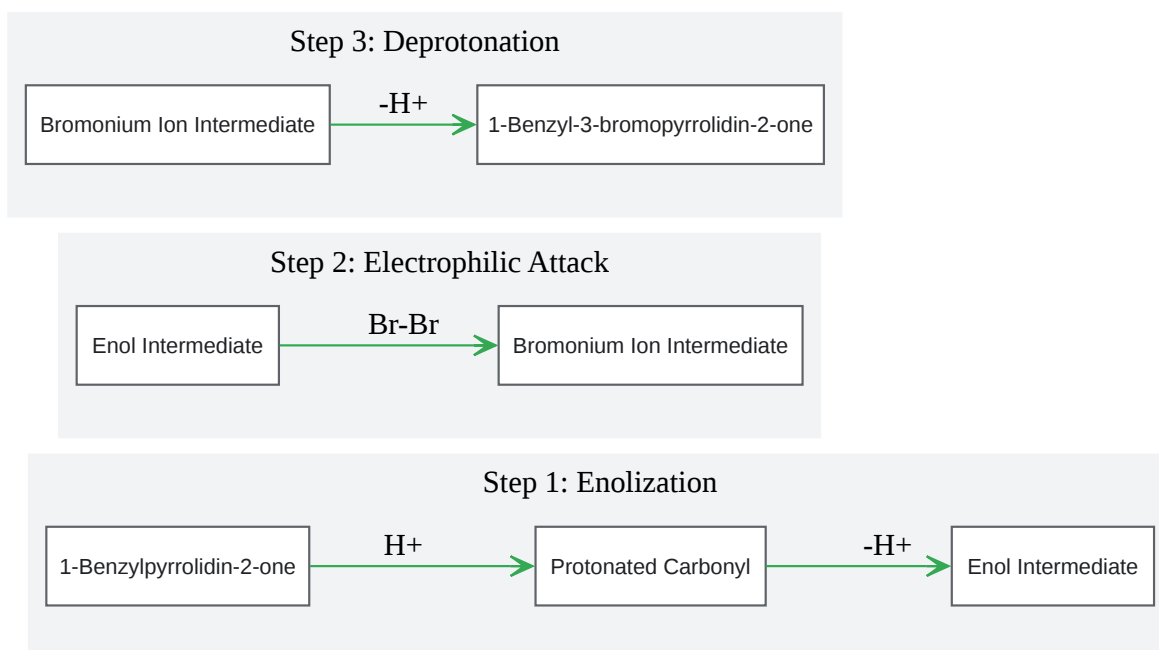 Step 3: Deprotonation
-H+
Bromonium Ion Intermediate
1-Benzyl-3-bromopyrrolidin-2-one
Step 2: Electrophilic Attack
Br-Br
Enol Intermediate
Bromonium Ion Intermediate
Step 1: Enolization
H+
-H+
1-Benzylpyrrolidin-2-one
Protonated Carbonyl
Enol Intermediate